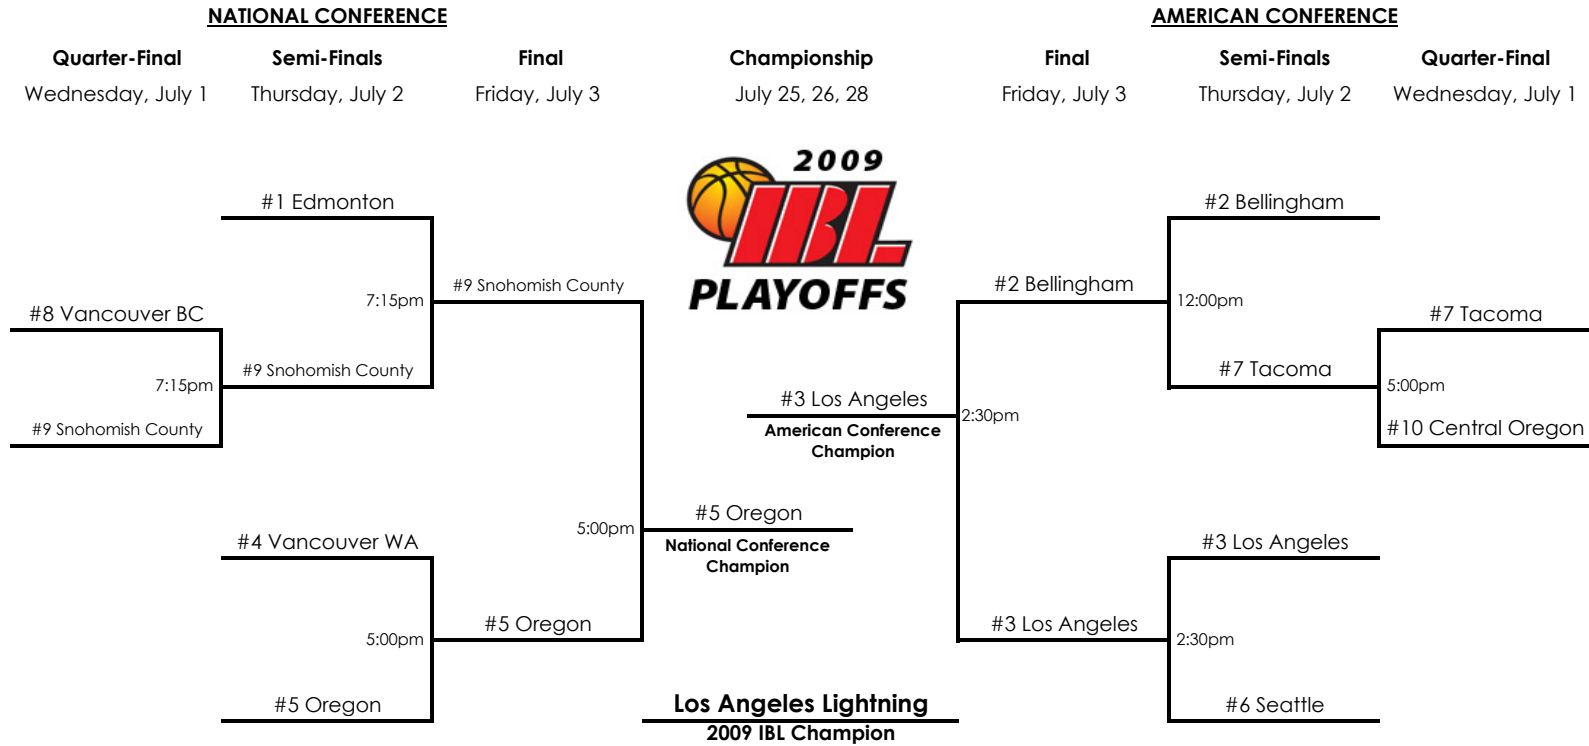 NATIONAL CONFERENCE
AMERICAN CONFERENCE
Quarter-Final
Semi-Finals
Final
Championship
Final
Semi-Finals
Quarter-Final
Wednesday, July 1
Thursday, July 2
Friday, July 3
July 25, 26, 28
Friday, July 3
Thursday, July 2
Wednesday, July 1
2009
IBL
PLAYOFFS
#1 Edmonton
#2 Bellingham
#9 Snohomish County
#2 Bellingham
7:15pm
12:00pm
#8 Vancouver BC
#7 Tacoma
#9 Snohomish County
#7 Tacoma
7:15pm
5:00pm
#3 Los Angeles
2:30pm
#9 Snohomish County
#10 Central Oregon
American Conference
Champion
#5 Oregon
5:00pm
#4 Vancouver WA
National Conference
Champion
#3 Los Angeles
#5 Oregon
#3 Los Angeles
5:00pm
2:30pm
#5 Oregon
Los Angeles Lightning
#6 Seattle
2009 IBL Champion